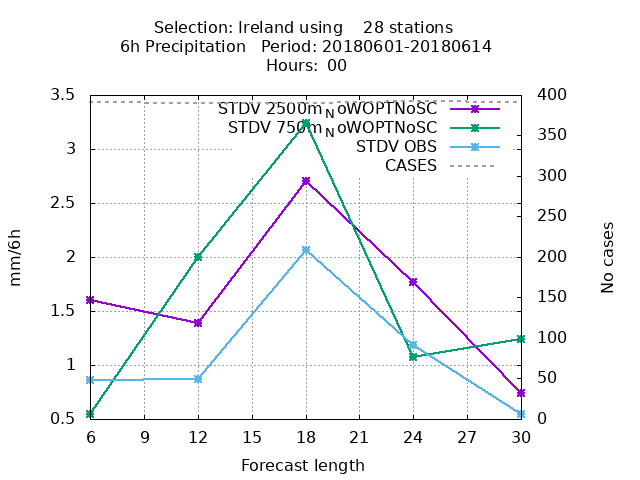 Selection: Ireland using 28 stations
6h Precipitation Period: 20180601-20180614
Hours: 00
3.5
3
2.5
2
1.5
1
0.5
mm/6h
STDV 2500m_NoWOPTNoSC
STDV 750m_NoWOPTNoSC
STDV OBS
CASES
400
350
300
250
200
150
100
50
0
No cases
6 9 12 15 18 21 24 27 30
Forecast length